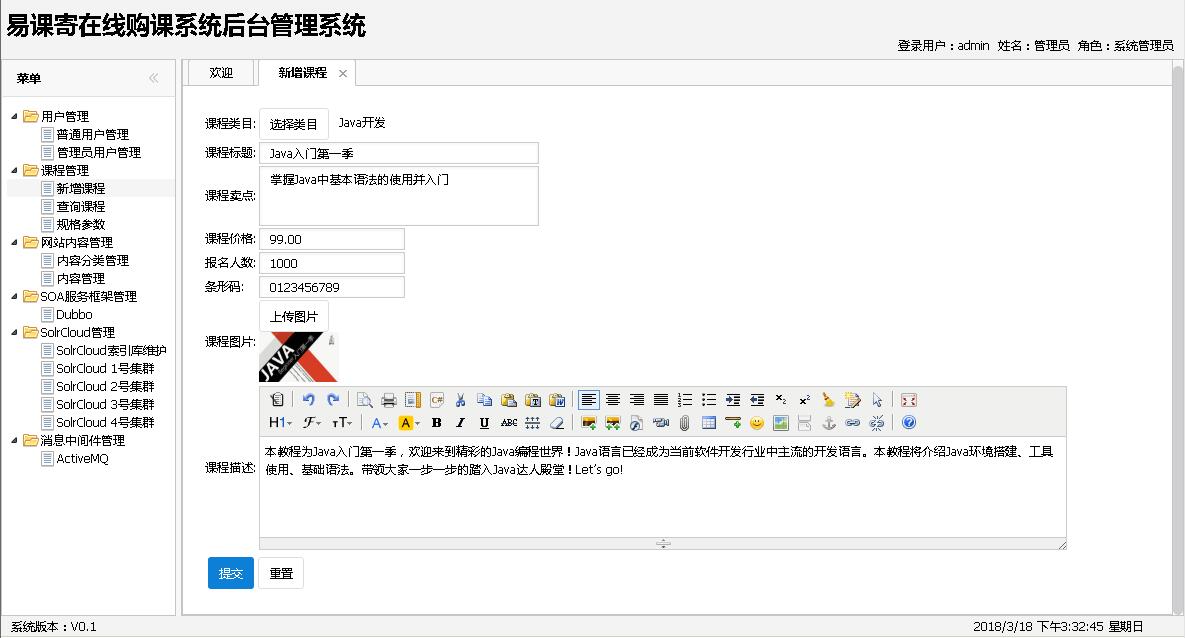 易课寄在线购课系统后台管理系统
登录用户：admin 姓名：管理员 角色：系统管理员
菜单
用户管理
普通用户管理
管理员用户管理
课程管理
新增课程
查询课程
规格参数
网站内容管理
内容分类管理
内容管理
SOA服务框架管理
Dubbo
SolrCloud管理
SolrCloud索引库维护
SolrCloud 1号集群
SolrCloud 2号集群
SolrCloud 3号集群
SolrCloud 4号集群
消息中间件管理
ActiveMQ
欢迎 新增课程
课程类目: 选择类目 Java开发
课程标题: Java入门第一季
课程卖点: 掌握Java中基本语法的使用并入门
课程价格: 99.00
报名人数: 1000
条形码: 0123456789
上传图片
课程图片: JAVA
课程描述: 本教程为Java入门第一季，欢迎来到精彩的Java编程世界！Java语言已经成为当前软件开发行业中主流的开发语言。本教程将介绍Java环境搭建、工具
使用、基础语法。带领大家一步一步的踏入Java达人殿堂！Let's go!
提交 重置
系统版本：V0.1
2018/3/18 下午3:32:45 星期日